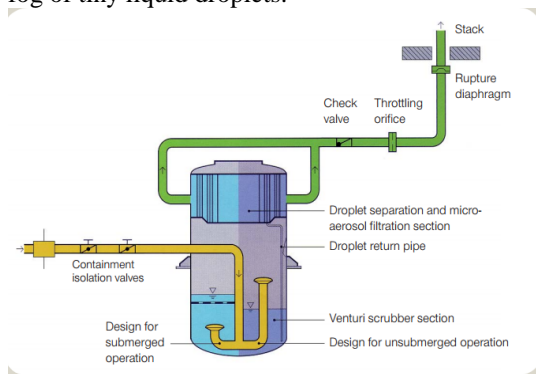 fog of tiny liquid droplets.
Stack
Rupture
diaphragm
Check
valve
Throttling
orifice
Droplet separation and micro-
aerosol filtration section
Droplet return pipe
Containment
isolation valves
Venturi scrubber section
Design for
submerged
operation
Design for unsubmerged operation